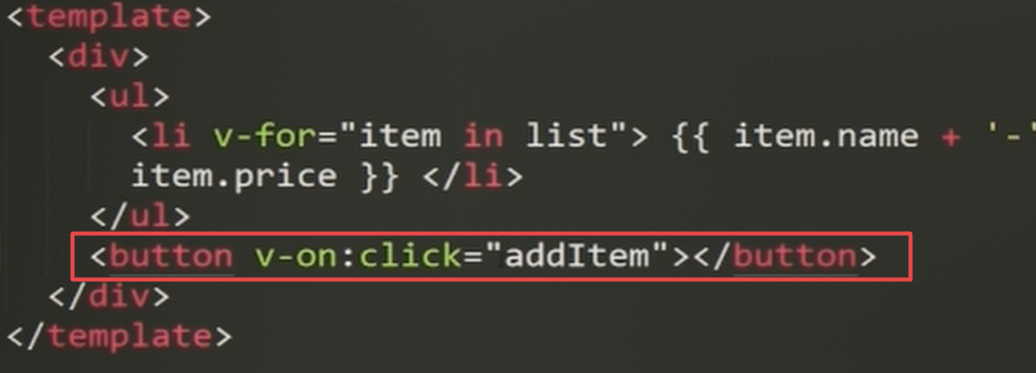 <template>
<div>
<ul>
<li v-for="item in list"> {{ item.name + '-'
item.price }} </li>
</ul>
<button v-on:click="addItem"></button>
</div>
</template>